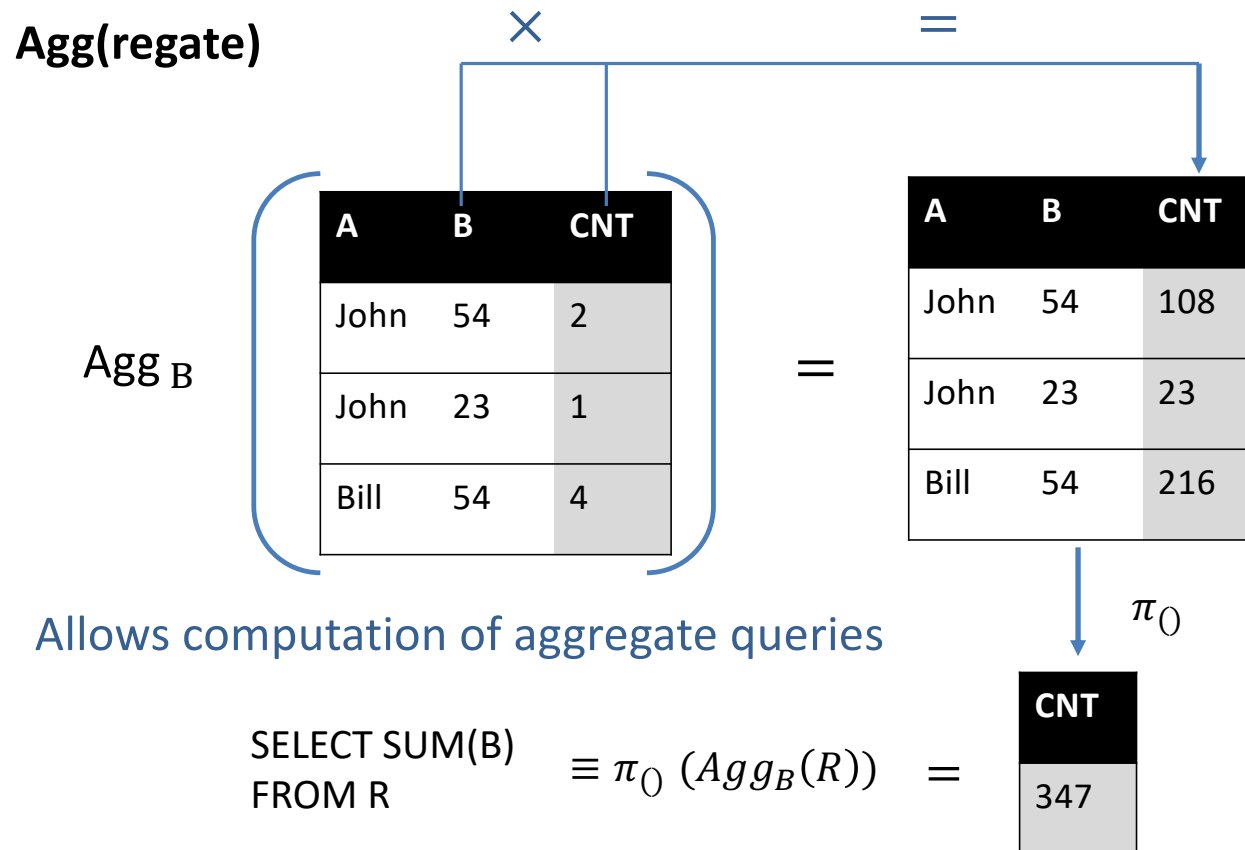 Agg(regate)
× =
A B CNT
John 54 2
John 23 1
Bill 54 4
Agg B
=
A B CNT
John 54 108
John 23 23
Bill 54 216
π()
Allows computation of aggregate queries
SELECT SUM(B)
FROM R
≡ π() (AggB(R)) =
CNT
347